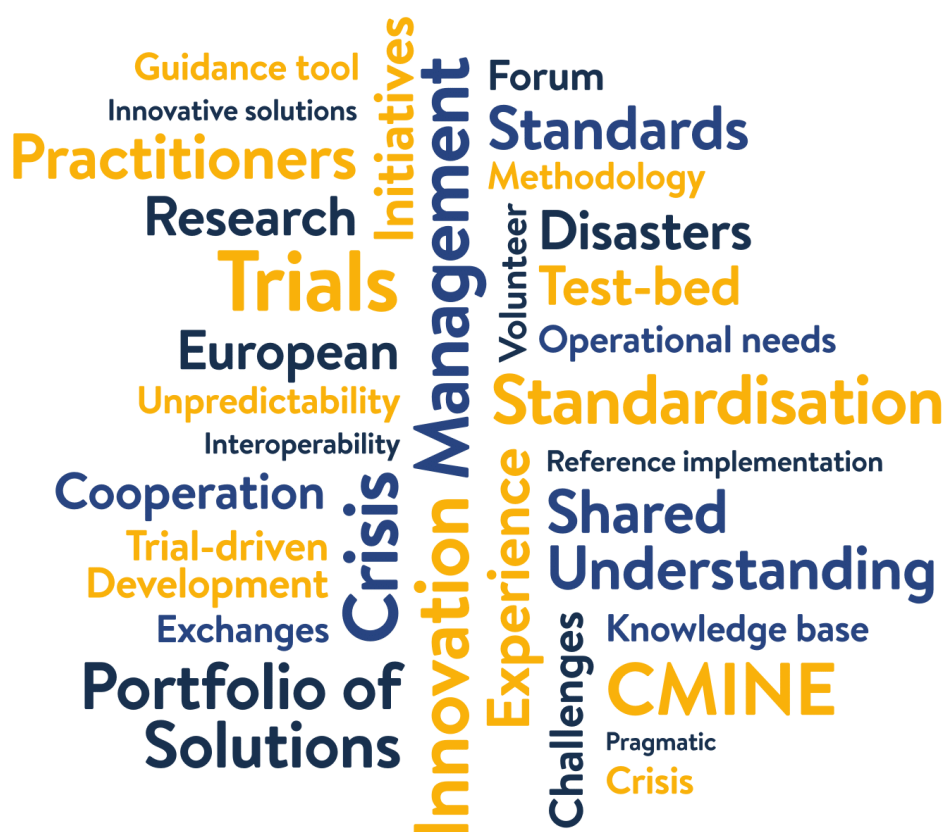 Guidance tool
Innovative solutions
Practitioners
Research
Trials
European
Unpredictability
Interoperability
Cooperation
Trial-driven
Development
Exchanges
Portfolio of
Solutions
Initiatives
Crisis
Management
Innovation
Forum
Standards
Methodology
Volunteer
Disasters
Test-bed
Operational needs
Standardisation
Experience
Reference implementation
Shared
Understanding
Challenges
Knowledge base
CMINE
Pragmatic
Crisis